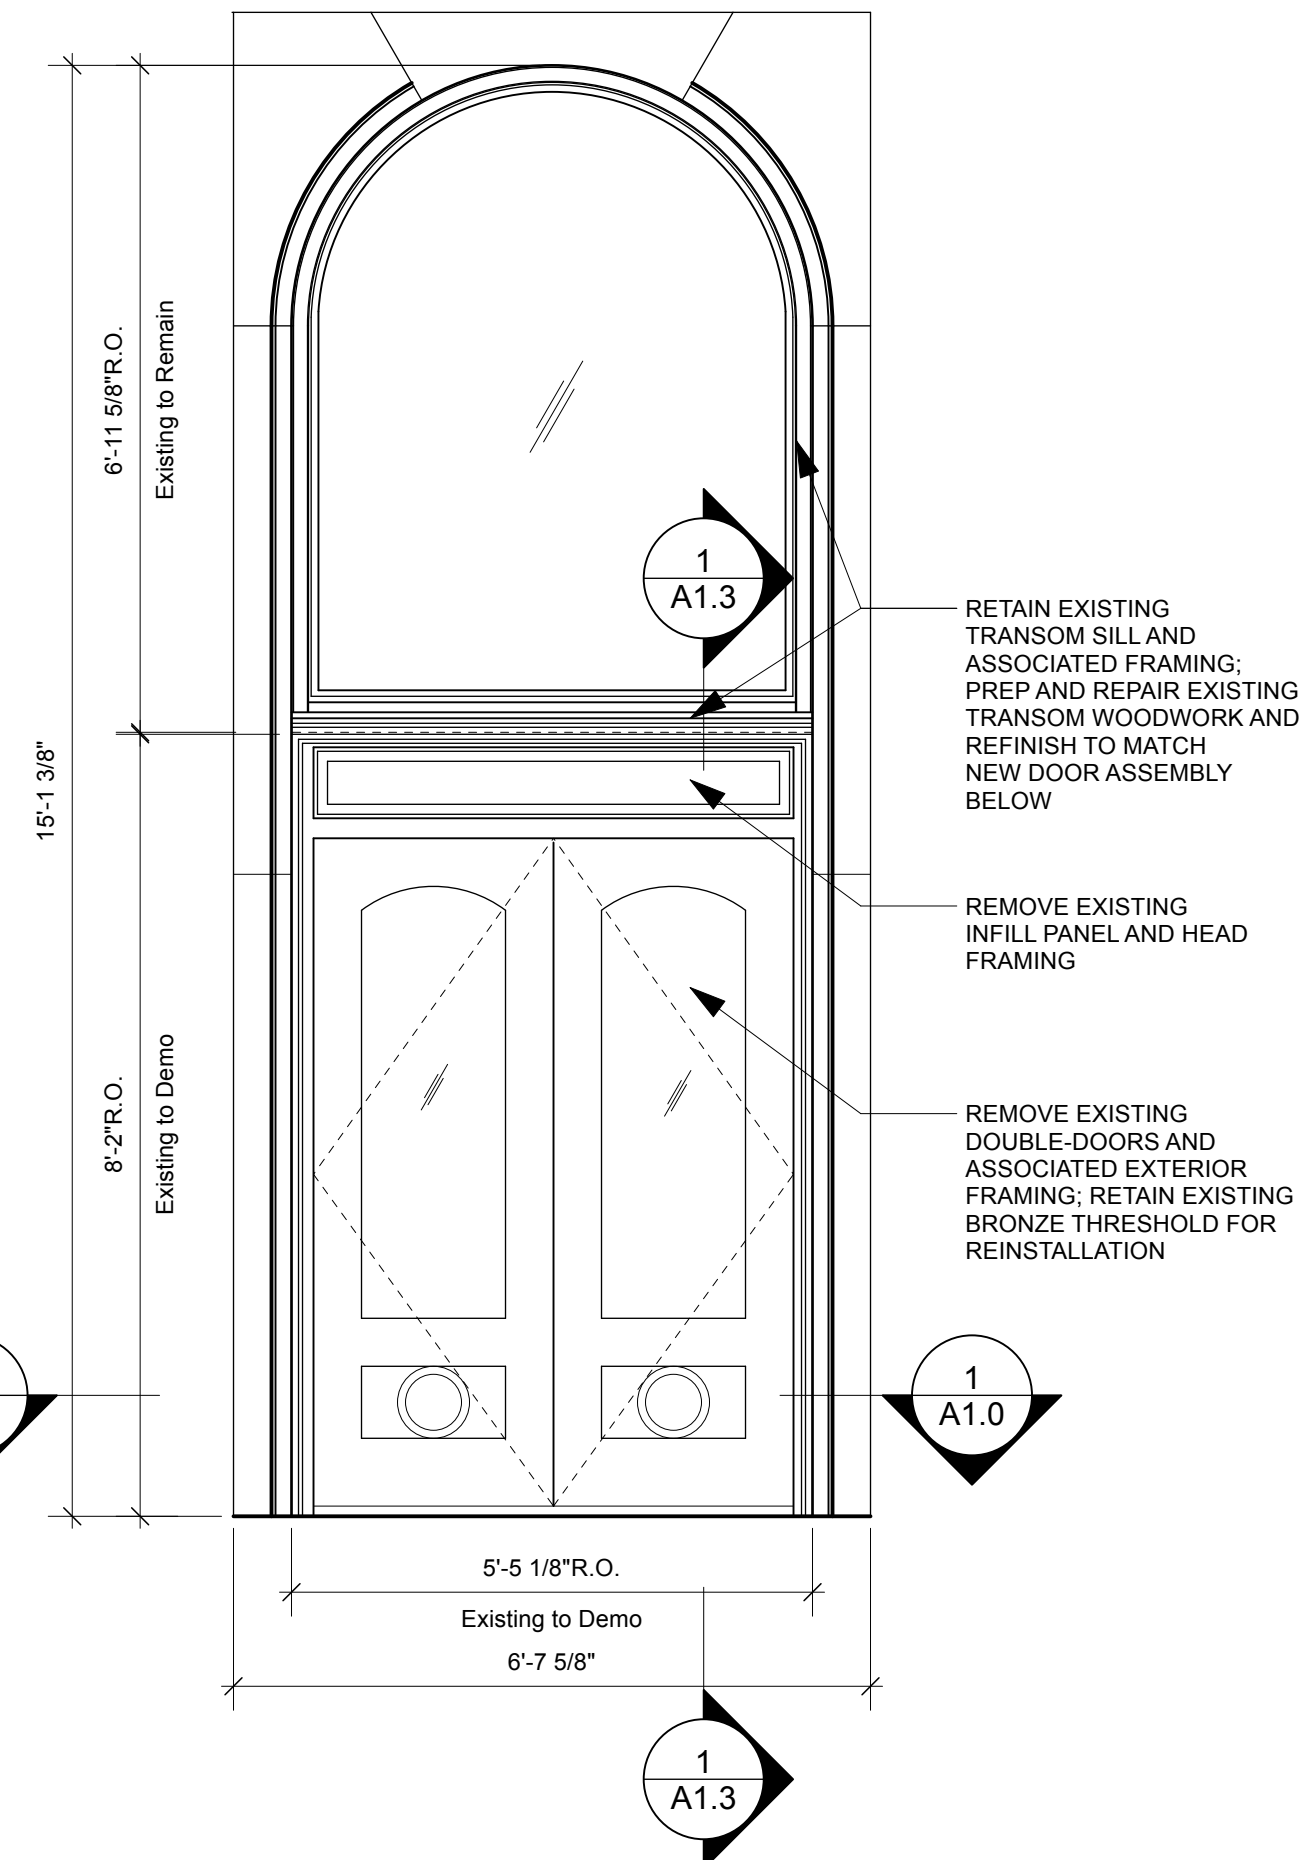 6'-11 5/8"R.O.
Existing to Remain
15'-1 3/8"
8'-2"R.O.
Existing to Demo
1
A1.3
RETAIN EXISTING
TRANSOM SILL AND
ASSOCIATED FRAMING;
PREP AND REPAIR EXISTING
TRANSOM WOODWORK AND
REFINISH TO MATCH
NEW DOOR ASSEMBLY
BELOW
REMOVE EXISTING
INFILL PANEL AND HEAD
FRAMING
REMOVE EXISTING
DOUBLE-DOORS AND
ASSOCIATED EXTERIOR
FRAMING; RETAIN EXISTING
BRONZE THRESHOLD FOR
REINSTALLATION
1
A1.0
5'-5 1/8"R.O.
Existing to Demo
6'-7 5/8"
1
A1.3